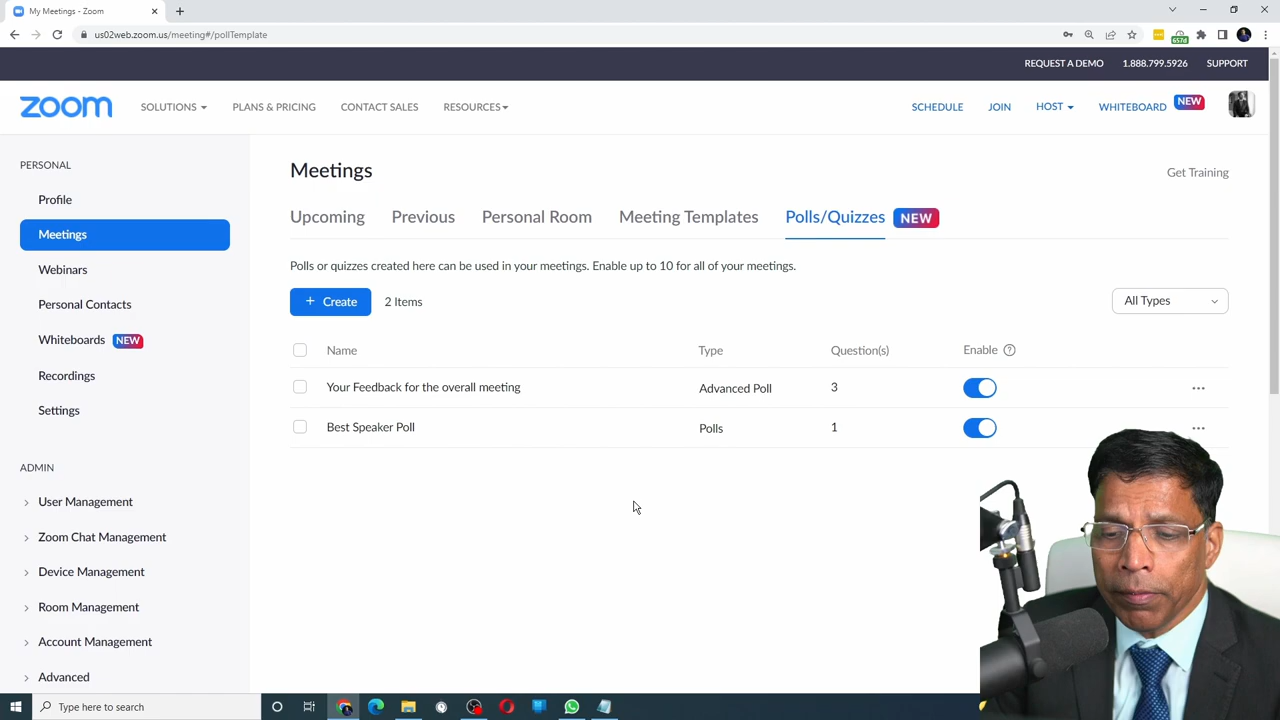 My Meetings - Zoom
us02web.zoom.us/meeting#/pollTemplate
657d
REQUEST A DEMO 1.888.799.5926 SUPPORT
zoom SOLUTIONS PLANS & PRICING CONTACT SALES RESOURCES SCHEDULE JOIN HOST WHITEBOARD NEW
PERSONAL
Profile
Meetings
Webinars
Personal Contacts
Whiteboards NEW
Recordings
Settings
ADMIN
User Management
Zoom Chat Management
Device Management
Room Management
Account Management
Advanced
Meetings
Get Training
Upcoming Previous Personal Room Meeting Templates Polls/Quizzes NEW
Polls or quizzes created here can be used in your meetings. Enable up to 10 for all of your meetings.
+ Create 2 Items All Types
Name Type Question(s) Enable ?
Your Feedback for the overall meeting Advanced Poll 3
Best Speaker Poll Polls 1
Type here to search